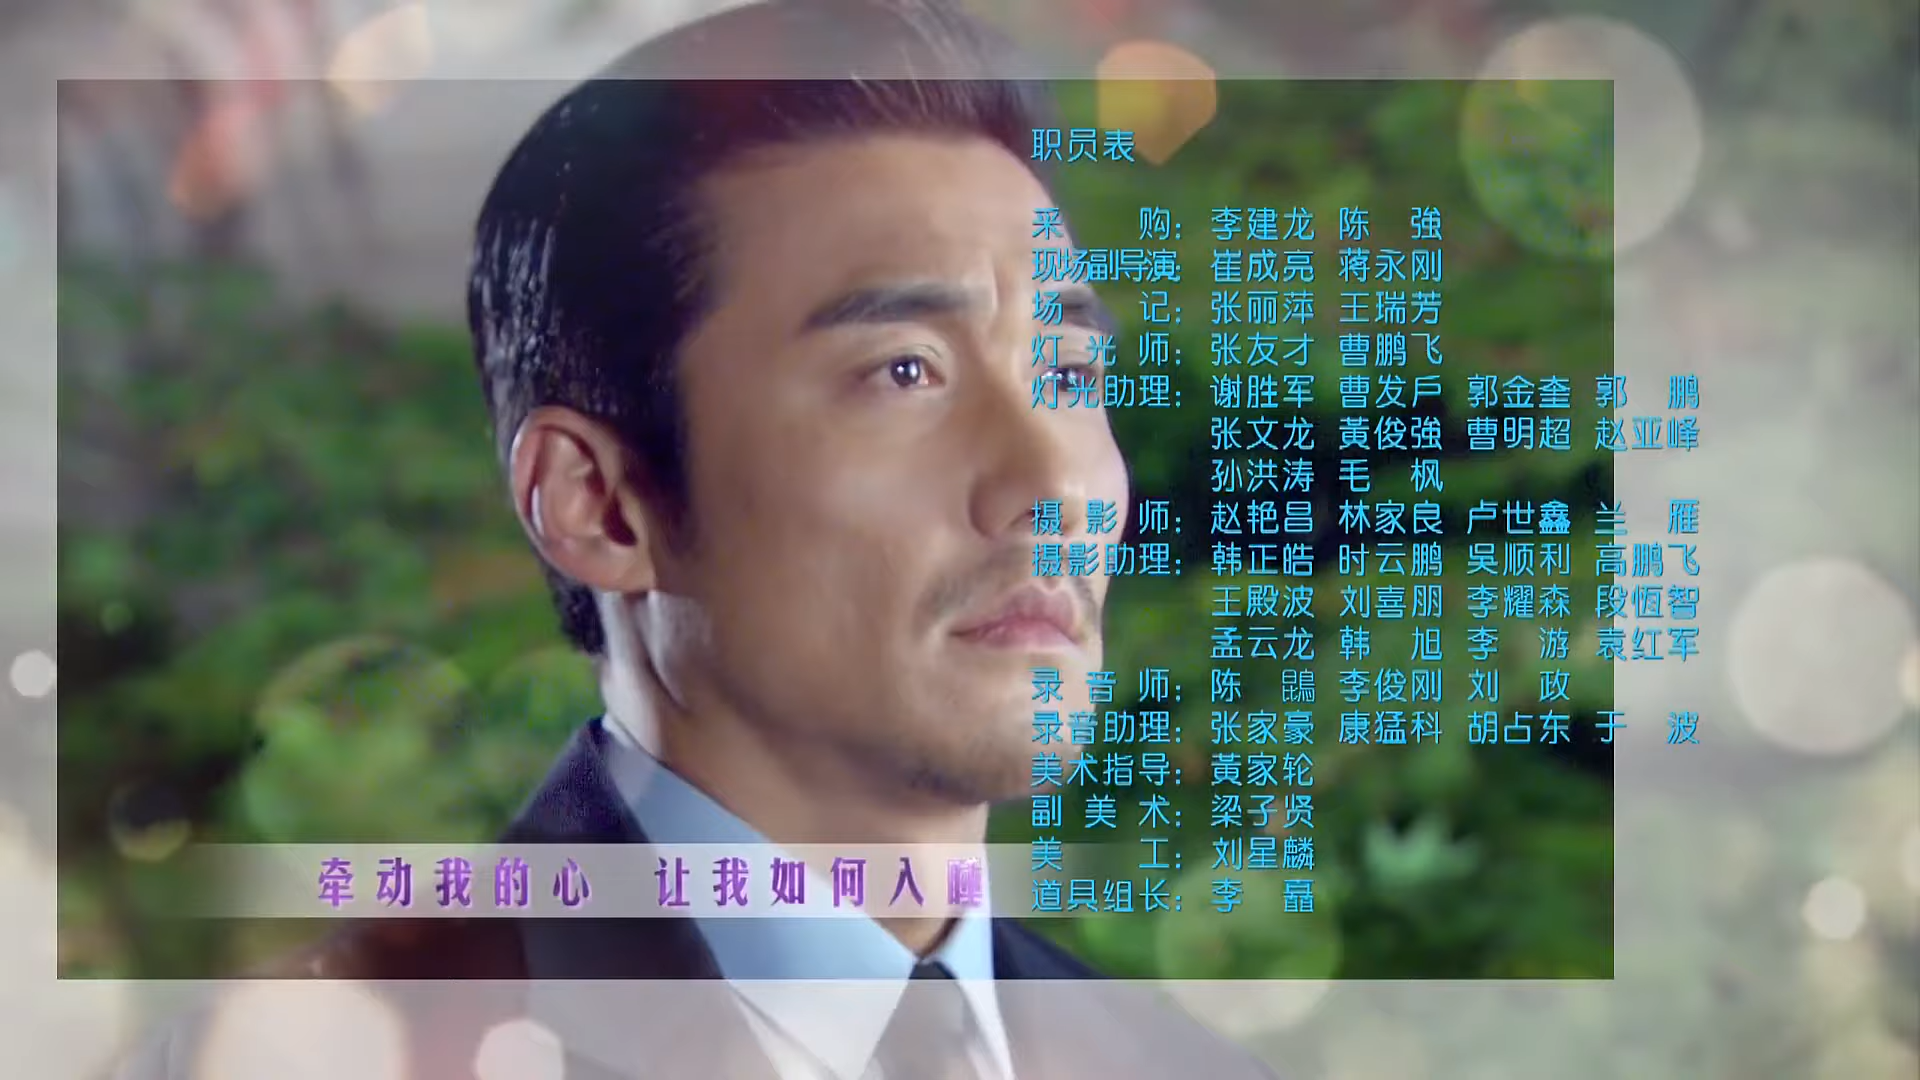 职员表
采购：李建龙 陈強
现场副导演：崔成亮 蒋永刚
场记：张丽萍 王瑞芳
灯光师：张友才 曹鹏飞
灯光助理：谢胜军 曹发戶 郭金奎 郭鹏
张文龙 黃俊強 曹明超 赵亚峰
孙洪涛 毛枫
摄影师：赵艳昌 林家良 卢世鑫 兰雁
摄影助理：韩正皓 时云鹏 吴顺利 高鹏飞
王殿波 刘喜朋 李耀森 段恆智
孟云龙 韩旭 李游 袁红军
录音师：陈 李俊刚 刘政
录音助理：张家豪 康猛科 胡占东 于波
美术指导：黃家轮
副美术：梁子贤
美工：刘星麟
道具组长：李
牵动我的心 让我如何入睡